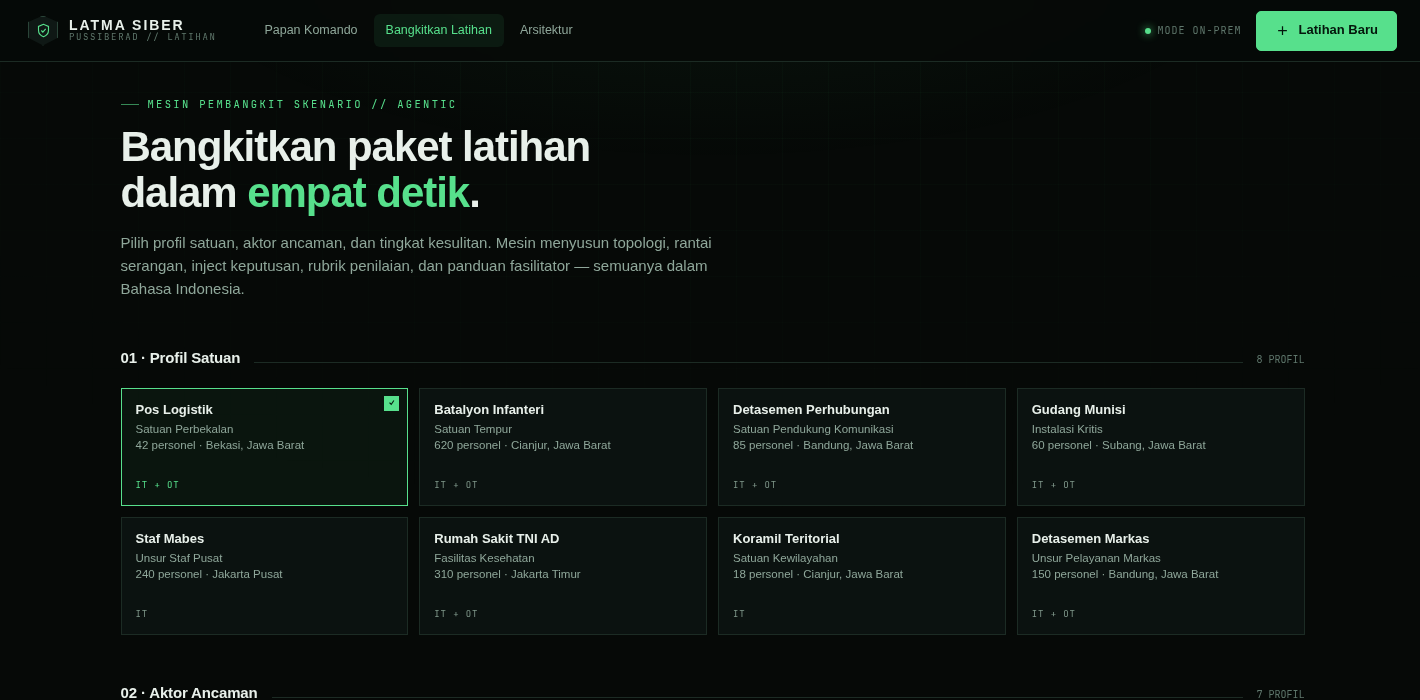 LATMA SIBER
PUSSIBERAD // LATIHAN
Papan Komando
Bangkitkan Latihan
Arsitektur
MODE ON-PREM
+ Latihan Baru
MESIN PEMBANGKIT SKENARIO // AGENTIC
Bangkitkan paket latihan
dalam empat detik.
Pilih profil satuan, aktor ancaman, dan tingkat kesulitan. Mesin menyusun topologi, rantai
serangan, inject keputusan, rubrik penilaian, dan panduan fasilitator — semuanya dalam
Bahasa Indonesia.
01 · Profil Satuan
8 PROFIL
Pos Logistik
Satuan Perbekalan
42 personel · Bekasi, Jawa Barat
IT + OT
Batalyon Infanteri
Satuan Tempur
620 personel · Cianjur, Jawa Barat
IT + OT
Detasemen Perhubungan
Satuan Pendukung Komunikasi
85 personel · Bandung, Jawa Barat
IT + OT
Gudang Munisi
Instalasi Kritis
60 personel · Subang, Jawa Barat
IT + OT
Staf Mabes
Unsur Staf Pusat
240 personel · Jakarta Pusat
IT
Rumah Sakit TNI AD
Fasilitas Kesehatan
310 personel · Jakarta Timur
IT + OT
Koramil Teritorial
Satuan Kewilayahan
18 personel · Cianjur, Jawa Barat
IT
Detasemen Markas
Unsur Pelayanan Markas
150 personel · Bandung, Jawa Barat
IT + OT
02 · Aktor Ancaman
7 PROFIL